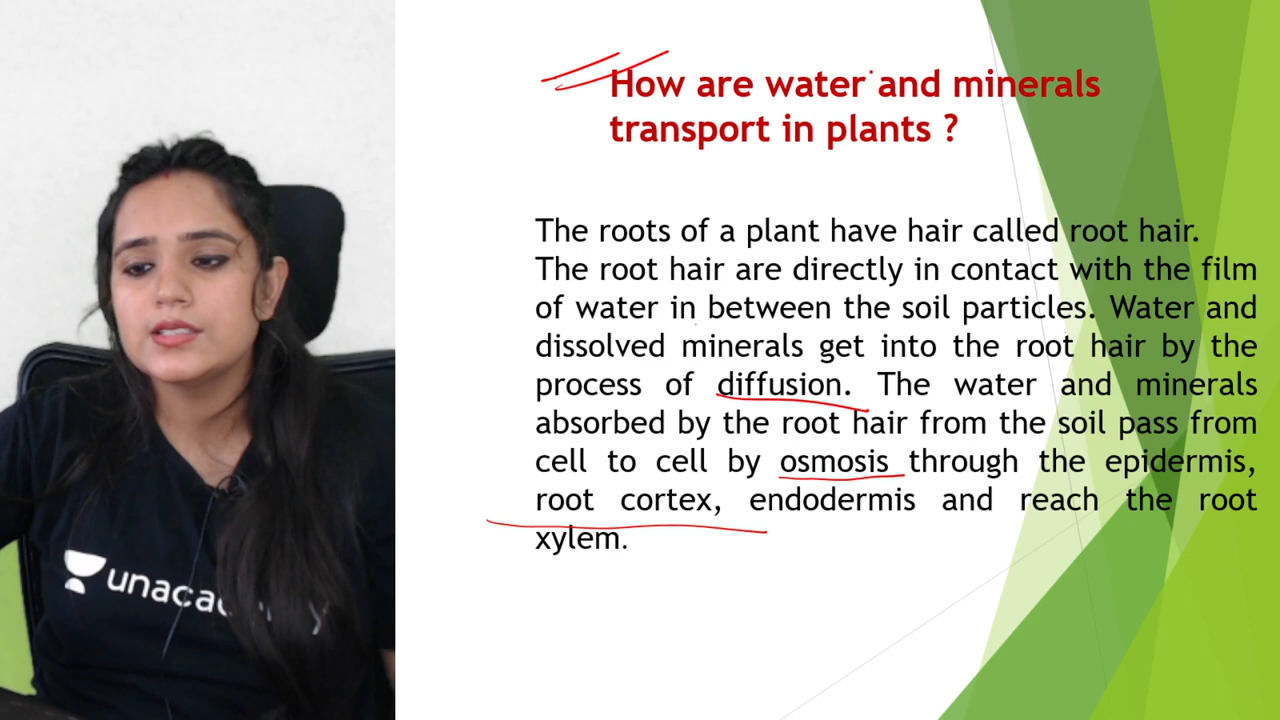 How are water and minerals
transport in plants ?
The roots of a plant have hair called root hair.
The root hair are directly in contact with the film
of water in between the soil particles. Water and
dissolved minerals get into the root hair by the
process of diffusion. The water and minerals
absorbed by the root hair from the soil pass from
cell to cell by osmosis through the epidermis,
root cortex, endodermis and reach the root
xylem.